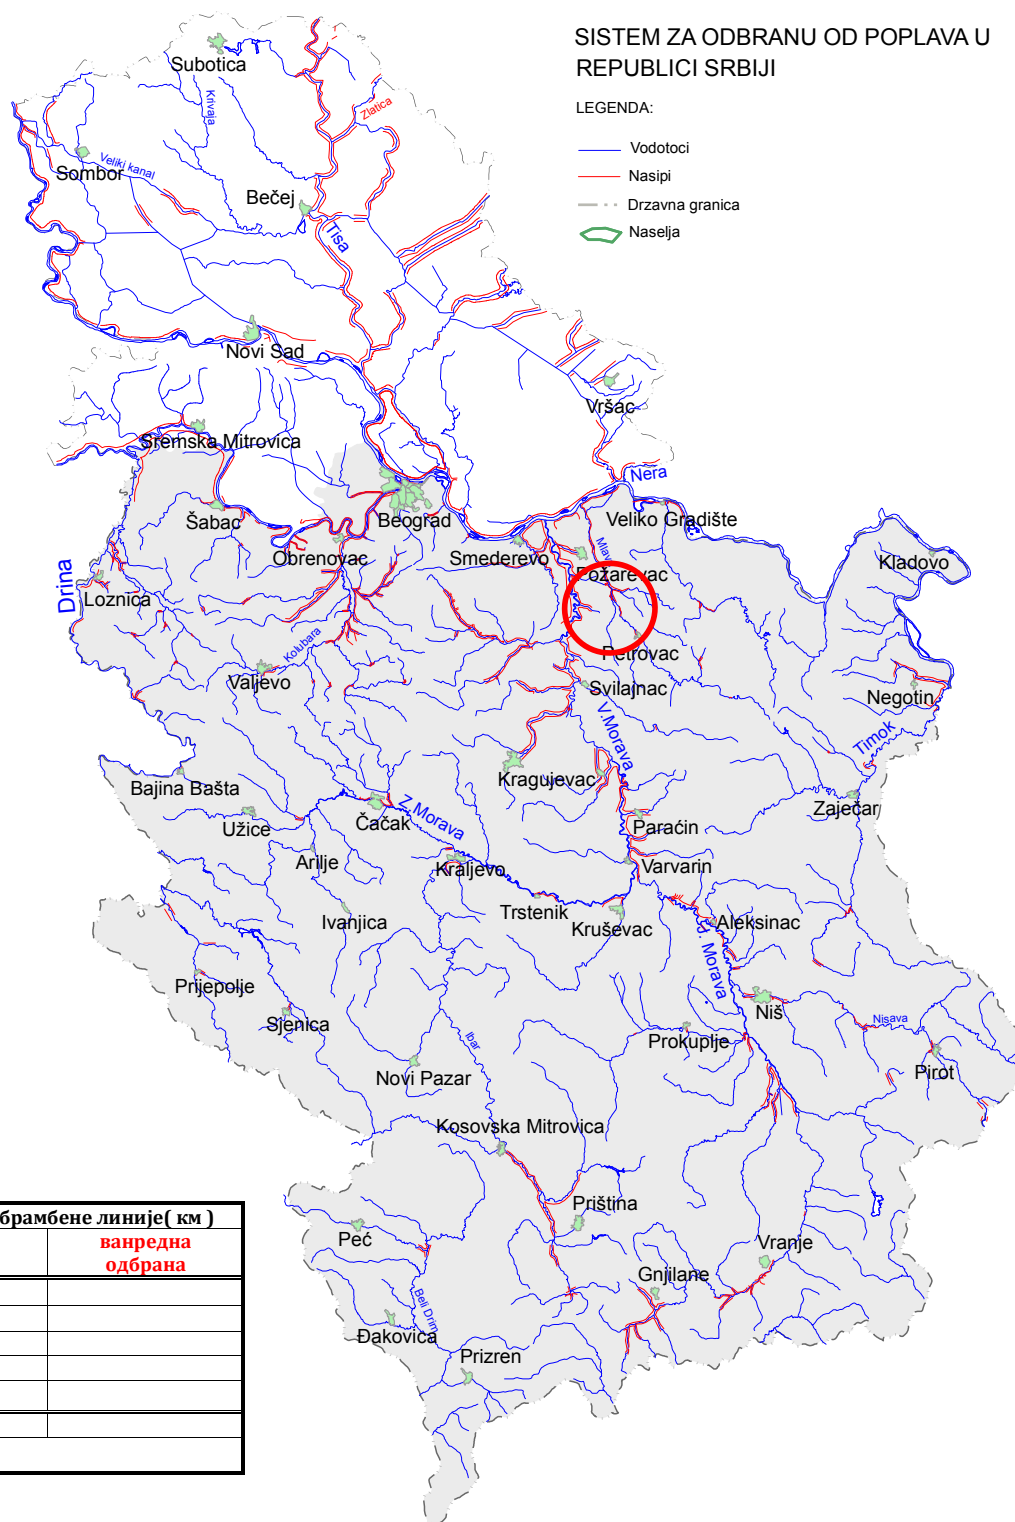 SISTEM ZA ODBRANU OD POPLAVA U
REPUBLICI SRBIJI
LEGENDA:
Vodotoci
Nasipi
Drzavna granica
Naselja
Subotica
Krivaja
Zlatica
Sombor
Veliki kanal
Bečej
Tisa
Novi Sad
Vršac
Sremska Mitrovica
Nera
Šabac
Beograd
Veliko Gradište
Obrenovac
Smederevo
Mlava
Požarevac
Kladovo
Drina
Loznica
Kolubara
Petrovac
Valjevo
Svilajnac
Negotin
V.Morava
Timok
Bajina Bašta
Kragujevac
Zaječar
Užice
Čačak
Z.Morava
Paraćin
Arilje
Kraljevo
Varvarin
Ivanjica
Trstenik
Kruševac
Aleksinac
J. Morava
Prijepolje
Niš
Sjenica
Ibar
Prokuplje
Nisava
Novi Pazar
Pirot
Kosovska Mitrovica
Priština
Peć
Vranje
Gnjilane
Beli Drim
Đakovica
Prizren
брамбене линије( км )
ванредна
одбрана